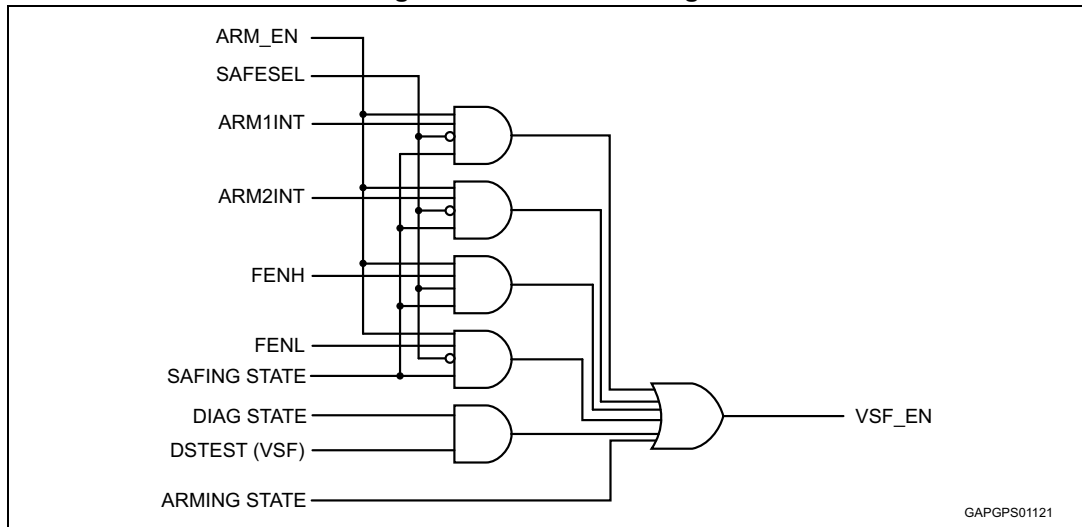 ARM_EN
SAFESEL
ARM1INT
ARM2INT
FENH
FENL
SAFING STATE
DIAG STATE
DSTEST (VSF)
ARMING STATE
VSF_EN
GAPGPS01121